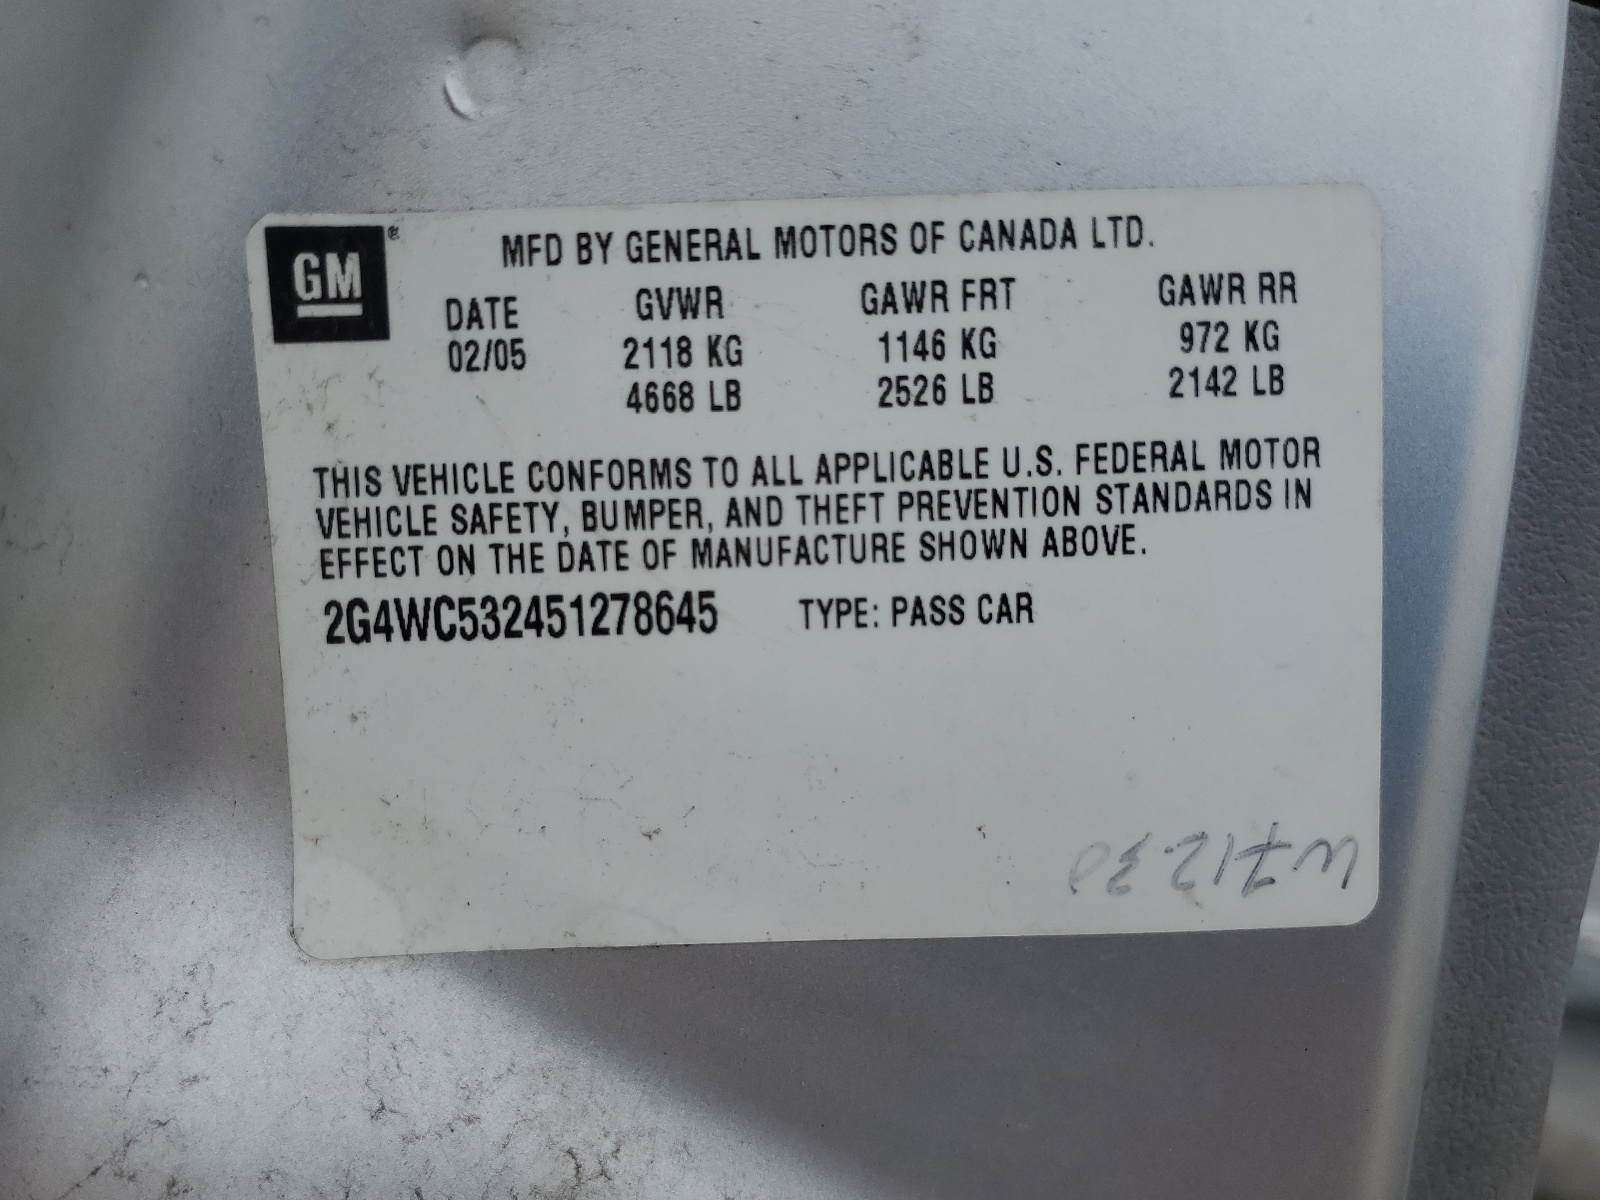 GM®
MFD BY GENERAL MOTORS OF CANADA LTD.
DATE GVWR GAWR FRT GAWR RR
02/05 2118 KG 1146 KG 972 KG
4668 LB 2526 LB 2142 LB
THIS VEHICLE CONFORMS TO ALL APPLICABLE U.S. FEDERAL MOTOR
VEHICLE SAFETY, BUMPER, AND THEFT PREVENTION STANDARDS IN
EFFECT ON THE DATE OF MANUFACTURE SHOWN ABOVE.
2G4WC532451278645 TYPE: PASS CAR